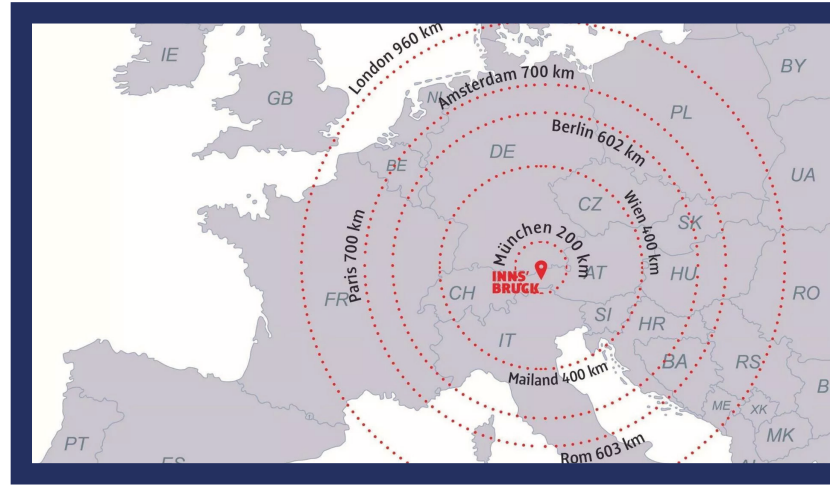 London 960 km
IE
BY
Amsterdam 700 km
NL
GB
PL
Berlin 602 km
DE
BE
UA
CZ
SK
Wien 400 km
München 200 km
Paris 700 km
INNS'
BRUCK
AT
HU
CH
FR
RO
SI
HR
IT
BA
RS
Mailand 400 km
ME
XK
MK
PT
ES
Rom 603 km